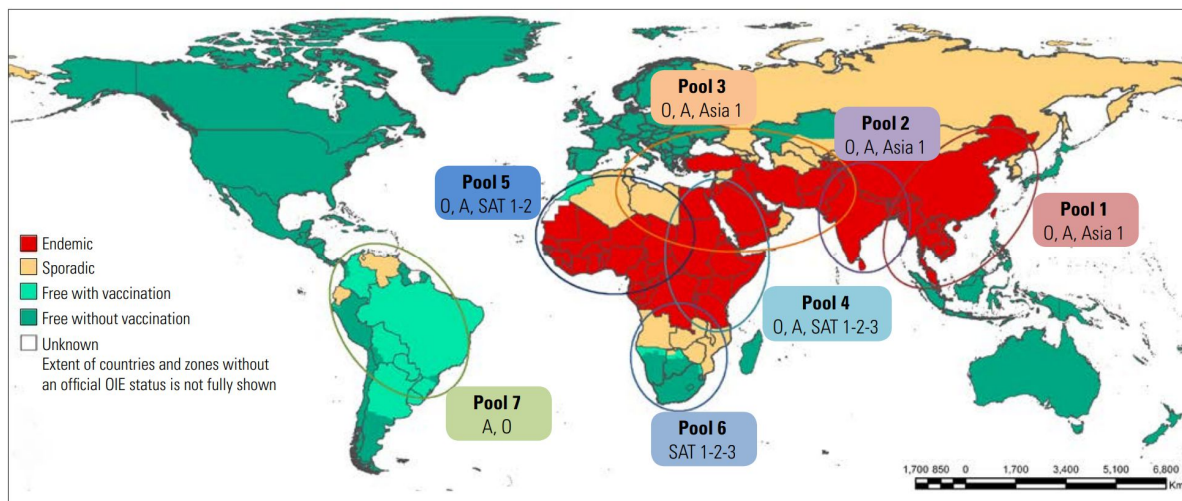 Pool 3
O, A, Asia 1
Pool 2
O, A, Asia 1
Pool 5
O, A, SAT 1-2
Pool 1
O, A, Asia 1
Endemic
Sporadic
Free with vaccination
Free without vaccination
Unknown
Extent of countries and zones without
an official OIE status is not fully shown
Pool 4
O, A, SAT 1-2-3
Pool 7
A, O
Pool 6
SAT 1-2-3
1,700 850 0 1,700 3,400 5,100 6,800
Km